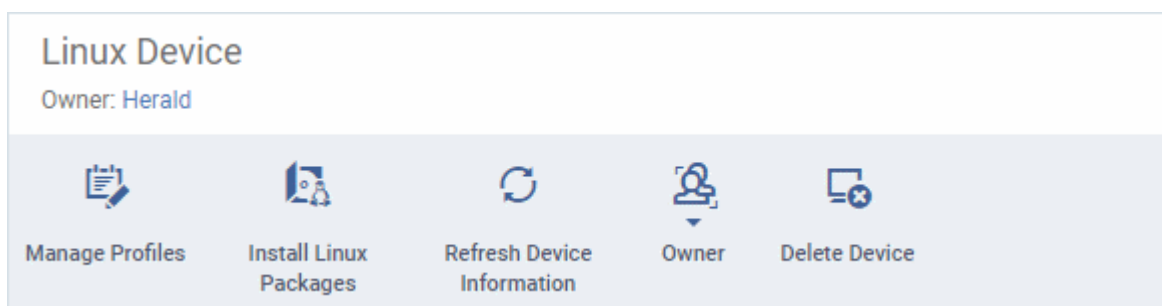 Linux Device
Owner: Herald
Manage Profiles
Install Linux
Packages
Refresh Device
Information
Owner
Delete Device